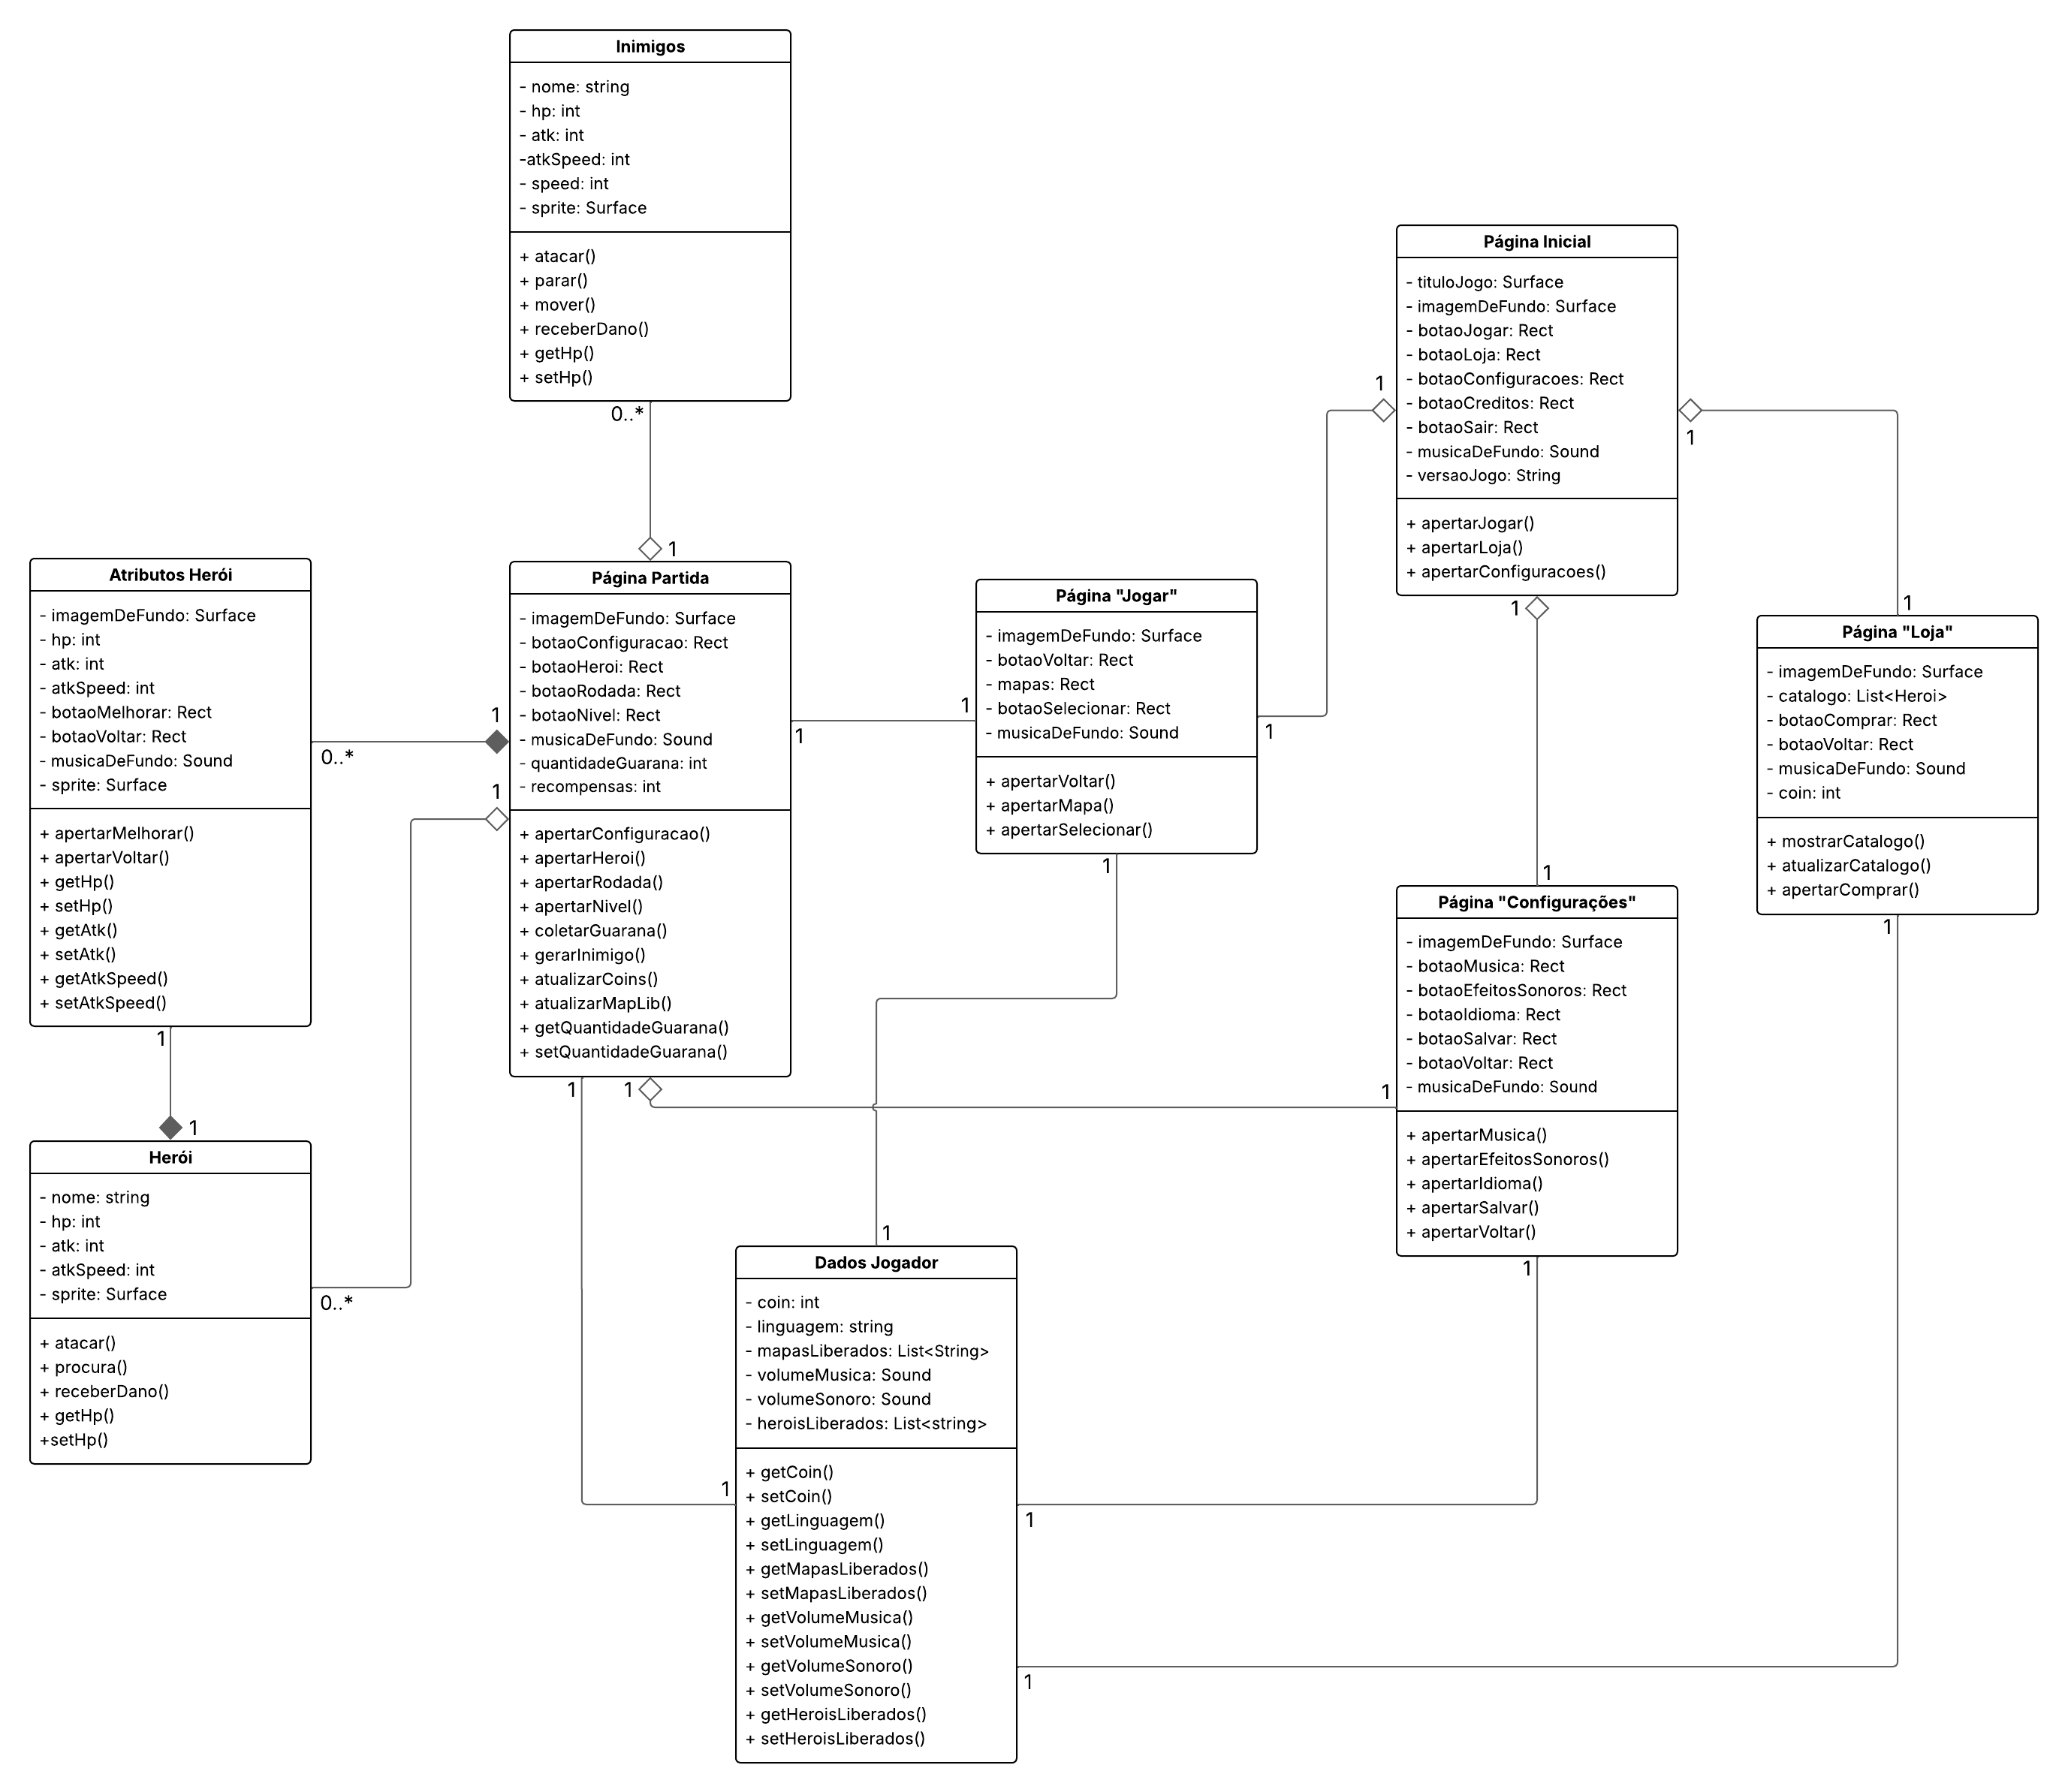 Inimigos
- nome: string
- hp: int
- atk: int
-atkSpeed: int
- speed: int
- sprite: Surface
+ atacar()
+ parar()
+ mover()
+ receberDano()
+ getHp()
+ setHp()
0..*
1
Página Inicial
- tituloJogo: Surface
- imagemDeFundo: Surface
- botaoJogar: Rect
- botaoLoja: Rect
- botaoConfiguracoes: Rect
- botaoCreditos: Rect
- botaoSair: Rect
- musicaDeFundo: Sound
- versaoJogo: String
+ apertarJogar()
+ apertarLoja()
+ apertarConfiguracoes()
1
1
1
Atributos Herói
- imagemDeFundo: Surface
- hp: int
- atk: int
- atkSpeed: int
- botaoMelhorar: Rect
- botaoVoltar: Rect
- musicaDeFundo: Sound
- sprite: Surface
+ apertarMelhorar()
+ apertarVoltar()
+ getHp()
+ setHp()
+ getAtk()
+ setAtk()
+ getAtkSpeed()
+ setAtkSpeed()
0..*
1
1
1
Página Partida
- imagemDeFundo: Surface
- botaoConfiguracao: Rect
- botaoHeroi: Rect
- botaoRodada: Rect
- botaoNivel: Rect
- musicaDeFundo: Sound
- quantidadeGuarana: int
- recompensas: int
+ apertarConfiguracao()
+ apertarHeroi()
+ apertarRodada()
+ apertarNivel()
+ coletarGuarana()
+ gerarInimigo()
+ atualizarCoins()
+ atualizarMapLib()
+ getQuantidadeGuarana()
+ setQuantidadeGuarana()
1
1
1
1
Página "Jogar"
- imagemDeFundo: Surface
- botaoVoltar: Rect
- mapas: Rect
- botaoSelecionar: Rect
- musicaDeFundo: Sound
+ apertarVoltar()
+ apertarMapa()
+ apertarSelecionar()
1
1
1
Página "Loja"
- imagemDeFundo: Surface
- catalogo: List<Heroi>
- botaoComprar: Rect
- botaoVoltar: Rect
- musicaDeFundo: Sound
- coin: int
+ mostrarCatalogo()
+ atualizarCatalogo()
+ apertarComprar()
1
1
Página "Configurações"
- imagemDeFundo: Surface
- botaoMusica: Rect
- botaoEfeitosSonoros: Rect
- botaoIdioma: Rect
- botaoSalvar: Rect
- botaoVoltar: Rect
- musicaDeFundo: Sound
+ apertarMusica()
+ apertarEfeitosSonoros()
+ apertarIdioma()
+ apertarSalvar()
+ apertarVoltar()
1
1
1
Herói
- nome: string
- hp: int
- atk: int
- atkSpeed: int
- sprite: Surface
+ atacar()
+ procura()
+ receberDano()
+ getHp()
+setHp()
0..*
1
Dados Jogador
- coin: int
- linguagem: string
- mapasLiberados: List<String>
- volumeMusica: Sound
- volumeSonoro: Sound
- heroisLiberados: List<string>
+ getCoin()
+ setCoin()
+ getLinguagem()
+ setLinguagem()
+ getMapasLiberados()
+ setMapasLiberados()
+ getVolumeMusica()
+ setVolumeMusica()
+ getVolumeSonoro()
+ setVolumeSonoro()
+ getHeroisLiberados()
+ setHeroisLiberados()
1
1
1